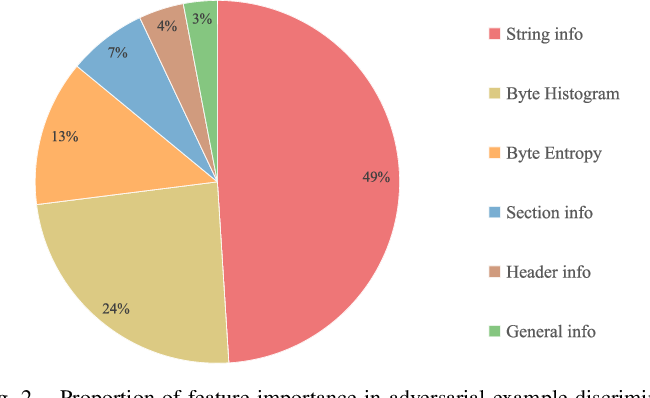 3%
4%
7%
13%
49%
24%
String info
Byte Histogram
Byte Entropy
Section info
Header info
General info
2. Proportion of feature importance in adversarial example